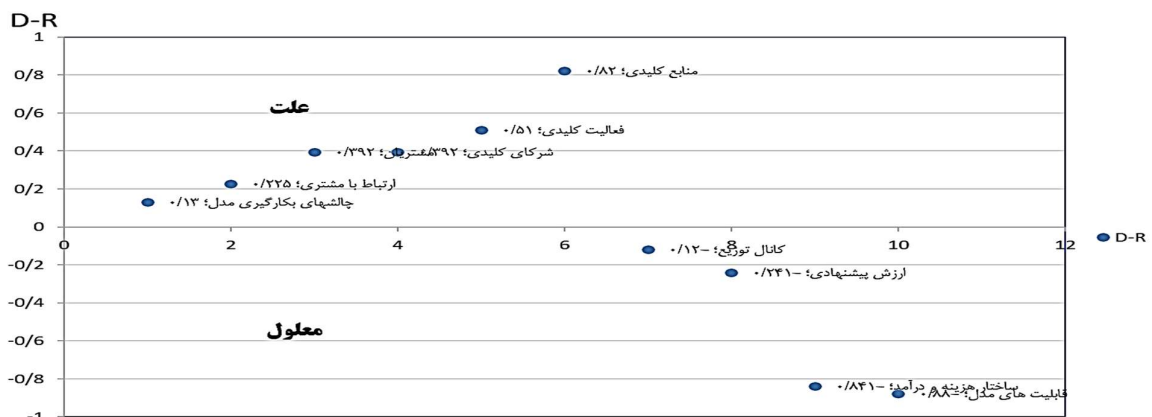 D-R
1
0/8
منابع کلیدی؛ ۰/۸۲
0/6
علت
فعالیت کلیدی؛ ۰/۵۱
0/4
مشتریان؛ ۰/۳۹۲
شرکای کلیدی؛ ۰/۳۹۲
0/2
ارتباط با مشتری؛ ۰/۲۲۵
چالشهای بکارگیری مدل؛ ۰/۱۳
0
0 2 4 6 8 10 12
D-R
کانال توزیع؛ –۰/۱۲
-0/2
ارزش پیشنهادی؛ –۰/۲۴۱
-0/4
معلول
-0/6
-0/8
ساختار هزینه و درآمد؛ –۰/۸۴۱
قابلیت های مدل؛ –۰/۸۸
-1